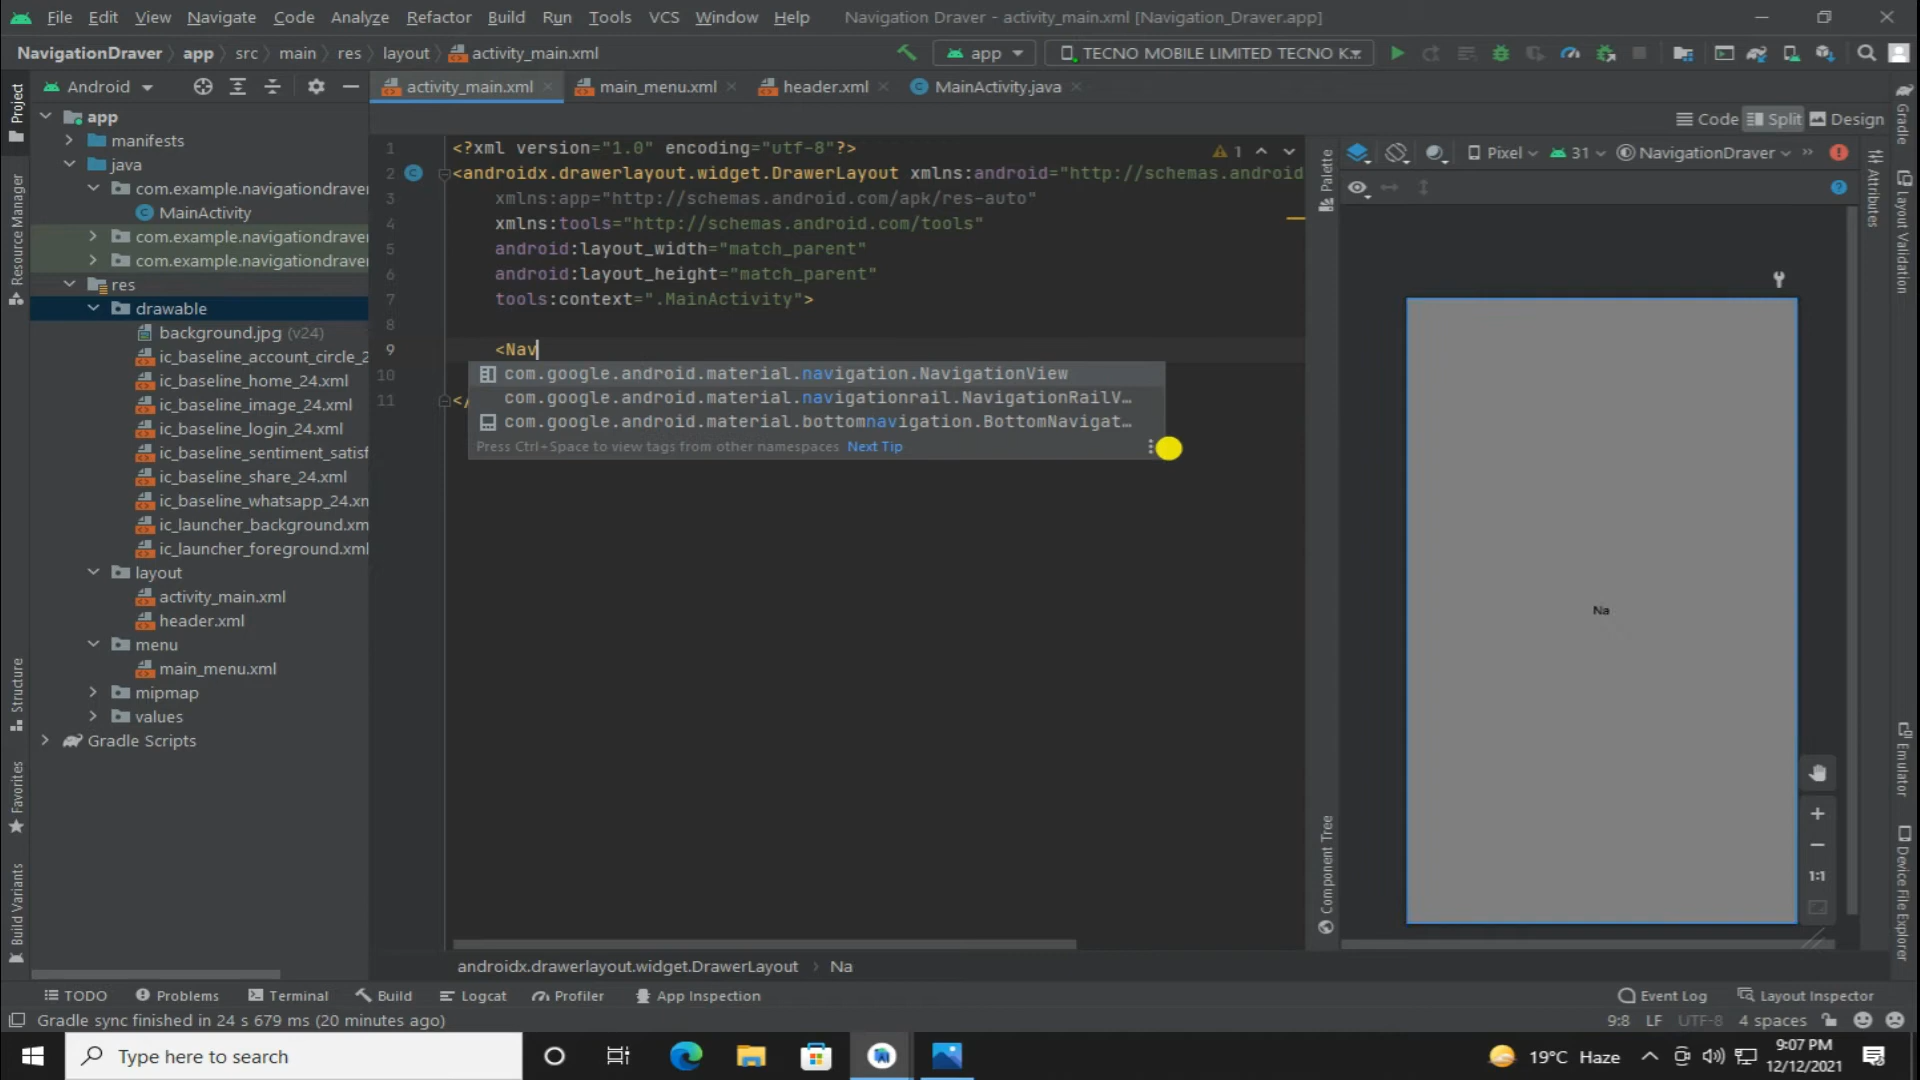 File Edit View Navigate Code Analyze Refactor Build Run Tools VCS Window Help Navigation Draver - activity_main.xml [Navigation_Draver.app]
NavigationDraver app src main res layout activity_main.xml app TECNO MOBILE LIMITED TECNO K
Android activity_main.xml main_menu.xml header.xml MainActivity.java
Code Split Design
Project
Resource Manager
Structure
Favorites
Build Variants
app
manifests
java
com.example.navigationdraver
MainActivity
com.example.navigationdraver
com.example.navigationdraver
res
drawable
background.jpg (v24)
ic_baseline_account_circle_2
ic_baseline_home_24.xml
ic_baseline_image_24.xml
ic_baseline_login_24.xml
ic_baseline_sentiment_satisf
ic_baseline_share_24.xml
ic_baseline_whatsapp_24.xm
ic_launcher_background.xm
ic_launcher_foreground.xml
layout
activity_main.xml
header.xml
menu
main_menu.xml
mipmap
values
Gradle Scripts
1 <?xml version="1.0" encoding="utf-8"?>
2 <androidx.drawerlayout.widget.DrawerLayout xmlns:android="http://schemas.android
3 xmlns:app="http://schemas.android.com/apk/res-auto"
4 xmlns:tools="http://schemas.android.com/tools"
5 android:layout_width="match_parent"
6 android:layout_height="match_parent"
7 tools:context=".MainActivity">
8
9 <Nav
10
11 </
1
com.google.android.material.navigation.NavigationView
com.google.android.material.navigationrail.NavigationRailV…
com.google.android.material.bottomnavigation.BottomNavigat…
Press Ctrl+Space to view tags from other namespaces Next Tip
Palette
Component Tree
Pixel 31 NavigationDraver »
Na
1:1
Attributes
Gradle
Layout Validation
Emulator
Device File Explorer
androidx.drawerlayout.widget.DrawerLayout Na
TODO Problems Terminal Build Logcat Profiler App Inspection Event Log Layout Inspector
Gradle sync finished in 24 s 679 ms (20 minutes ago) 9:8 LF UTF-8 4 spaces
Type here to search 19°C Haze 9:07 PM
12/12/2021